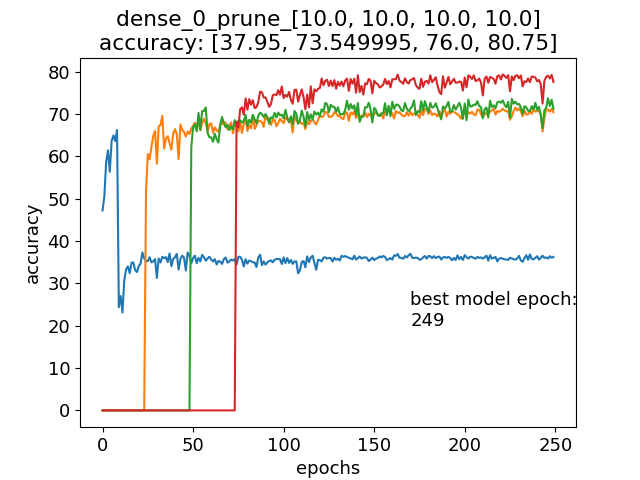 dense_0_prune_[10.0, 10.0, 10.0, 10.0]
accuracy: [37.95, 73.549995, 76.0, 80.75]
80
70
60
50
40
30
20
10
0
accuracy
best model epoch:
249
0 50 100 150 200 250
epochs